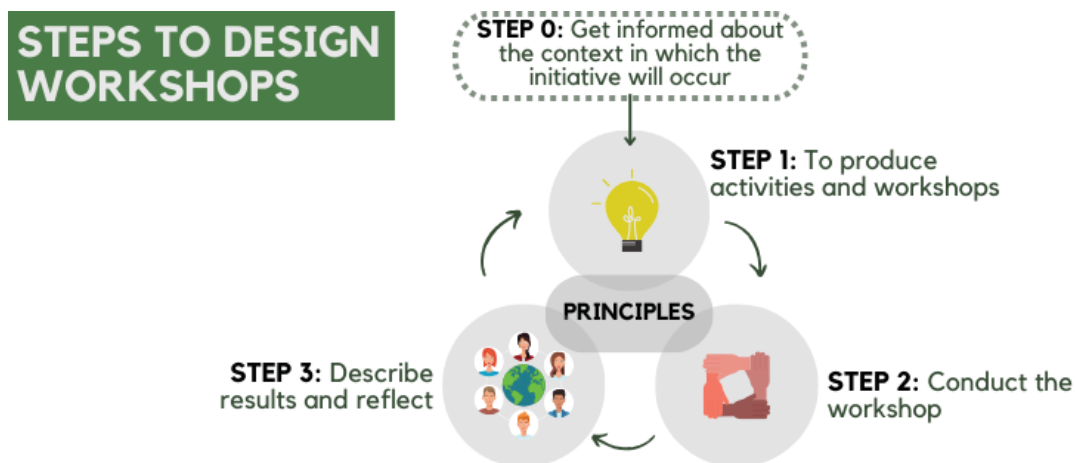 STEPS TO DESIGN
WORKSHOPS
STEP 0: Get informed about
the context in which the
initiative will occur
STEP 1: To produce
activities and workshops
PRINCIPLES
STEP 2: Conduct the
workshop
STEP 3: Describe
results and reflect